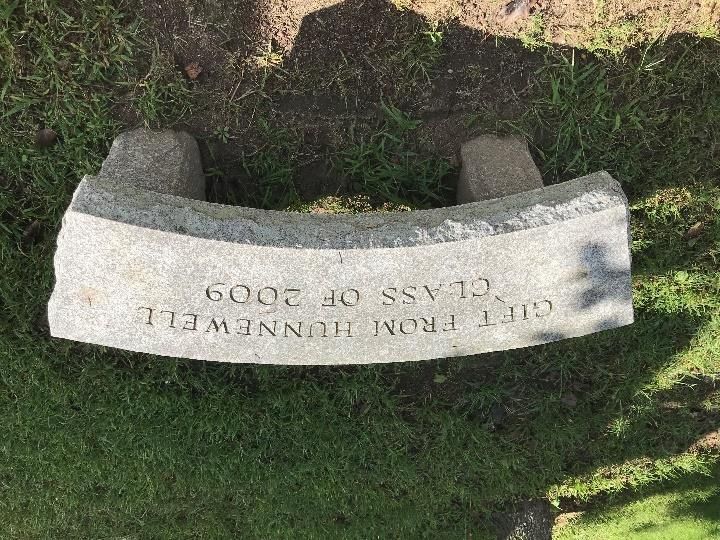 GIFT FROM HUNNEWELL
CLASS OF 2009